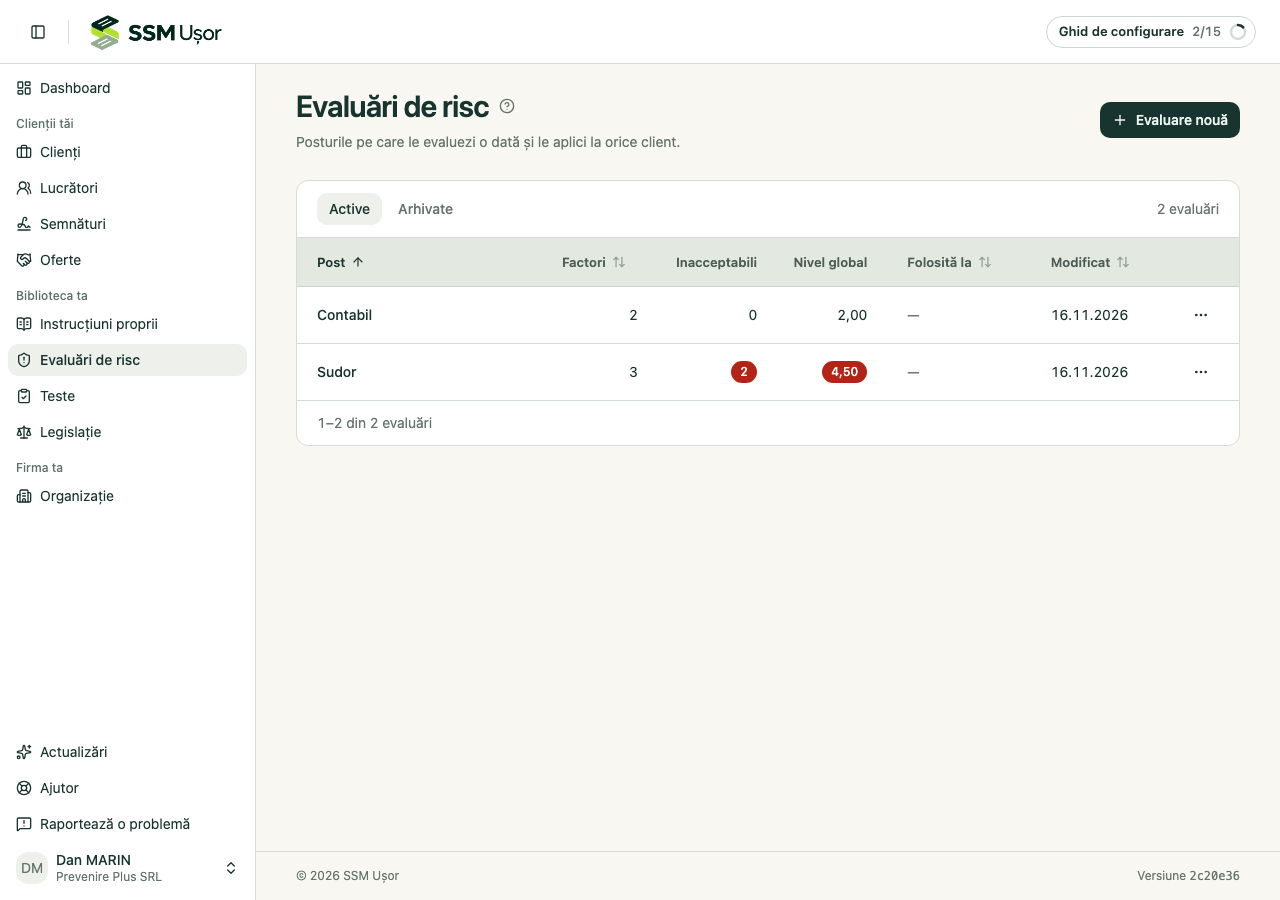 SSM Ușor
Ghid de configurare 2/15
Dashboard
Clienții tăi
Clienți
Lucrători
Semnături
Oferte
Biblioteca ta
Instrucțiuni proprii
Evaluări de risc
Teste
Legislație
Firma ta
Organizație
Actualizări
Ajutor
Raportează o problemă
DM
Dan MARIN
Prevenire Plus SRL
Evaluări de risc
Posturile pe care le evaluezi o dată și le aplici la orice client.
+ Evaluare nouă
Active Arhivate 2 evaluări
Post Factori Inacceptabili Nivel global Folosită la Modificat
Contabil 2 0 2,00 — 16.11.2026
Sudor 3 2 4,50 — 16.11.2026
1–2 din 2 evaluări
© 2026 SSM Ușor
Versiune 2c20e36